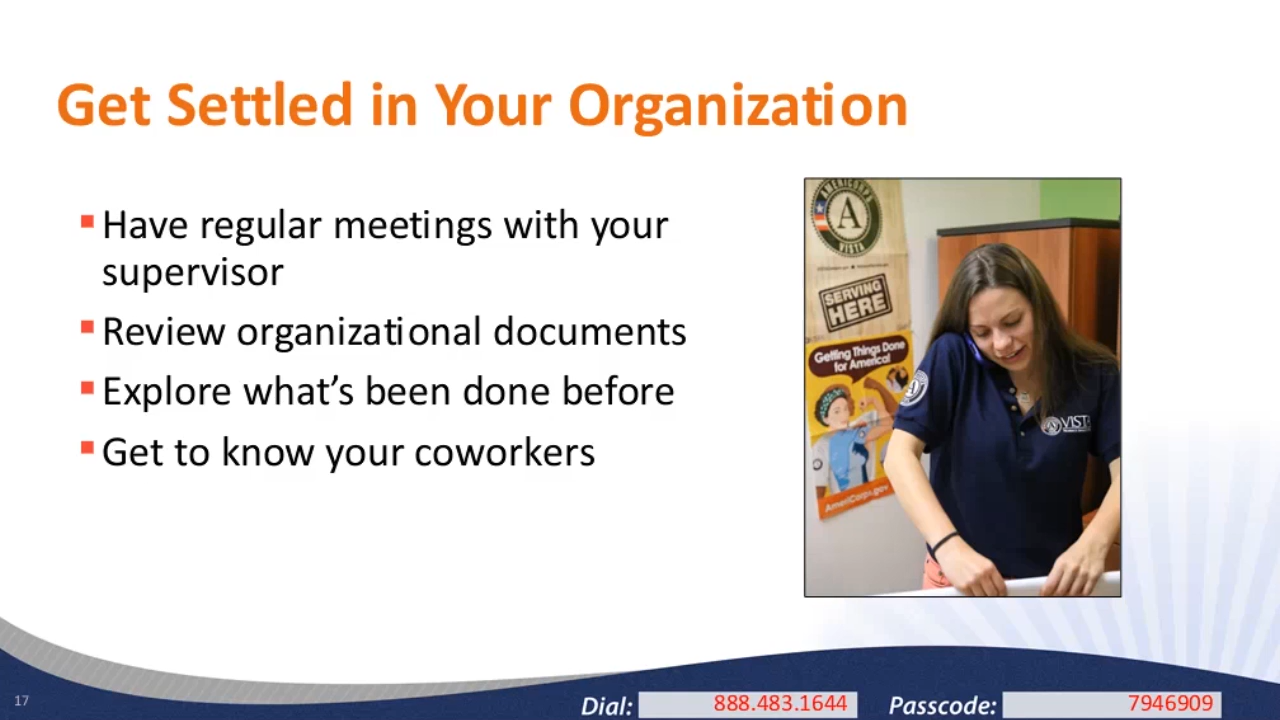 Get Settled in Your Organization
Have regular meetings with your
supervisor
Review organizational documents
Explore what's been done before
Get to know your coworkers
AMERICORPS
A
VISTA
SERVING
HERE
Getting Things Done
for America!
AmeriCorps.gov
A
VISTA
17
Dial: 888.483.1644 Passcode: 7946909